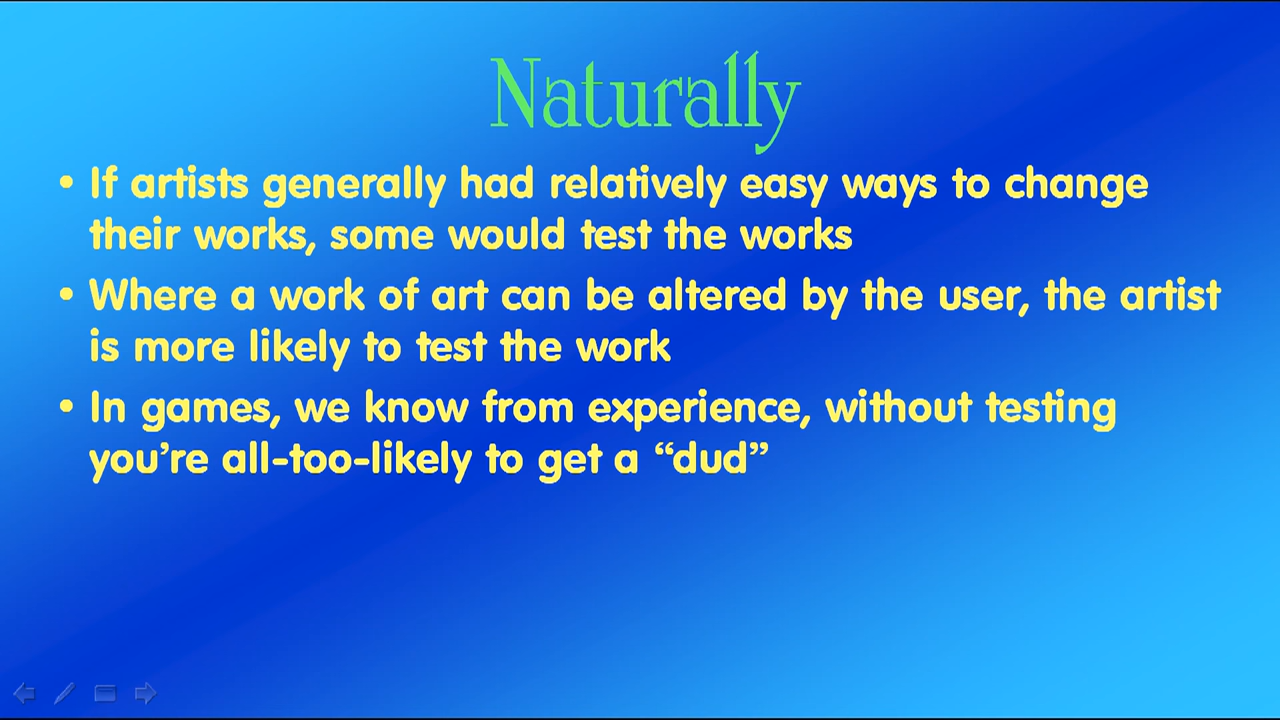 Naturally
• If artists generally had relatively easy ways to change
their works, some would test the works
• Where a work of art can be altered by the user, the artist
is more likely to test the work
• In games, we know from experience, without testing
you’re all-too-likely to get a “dud”